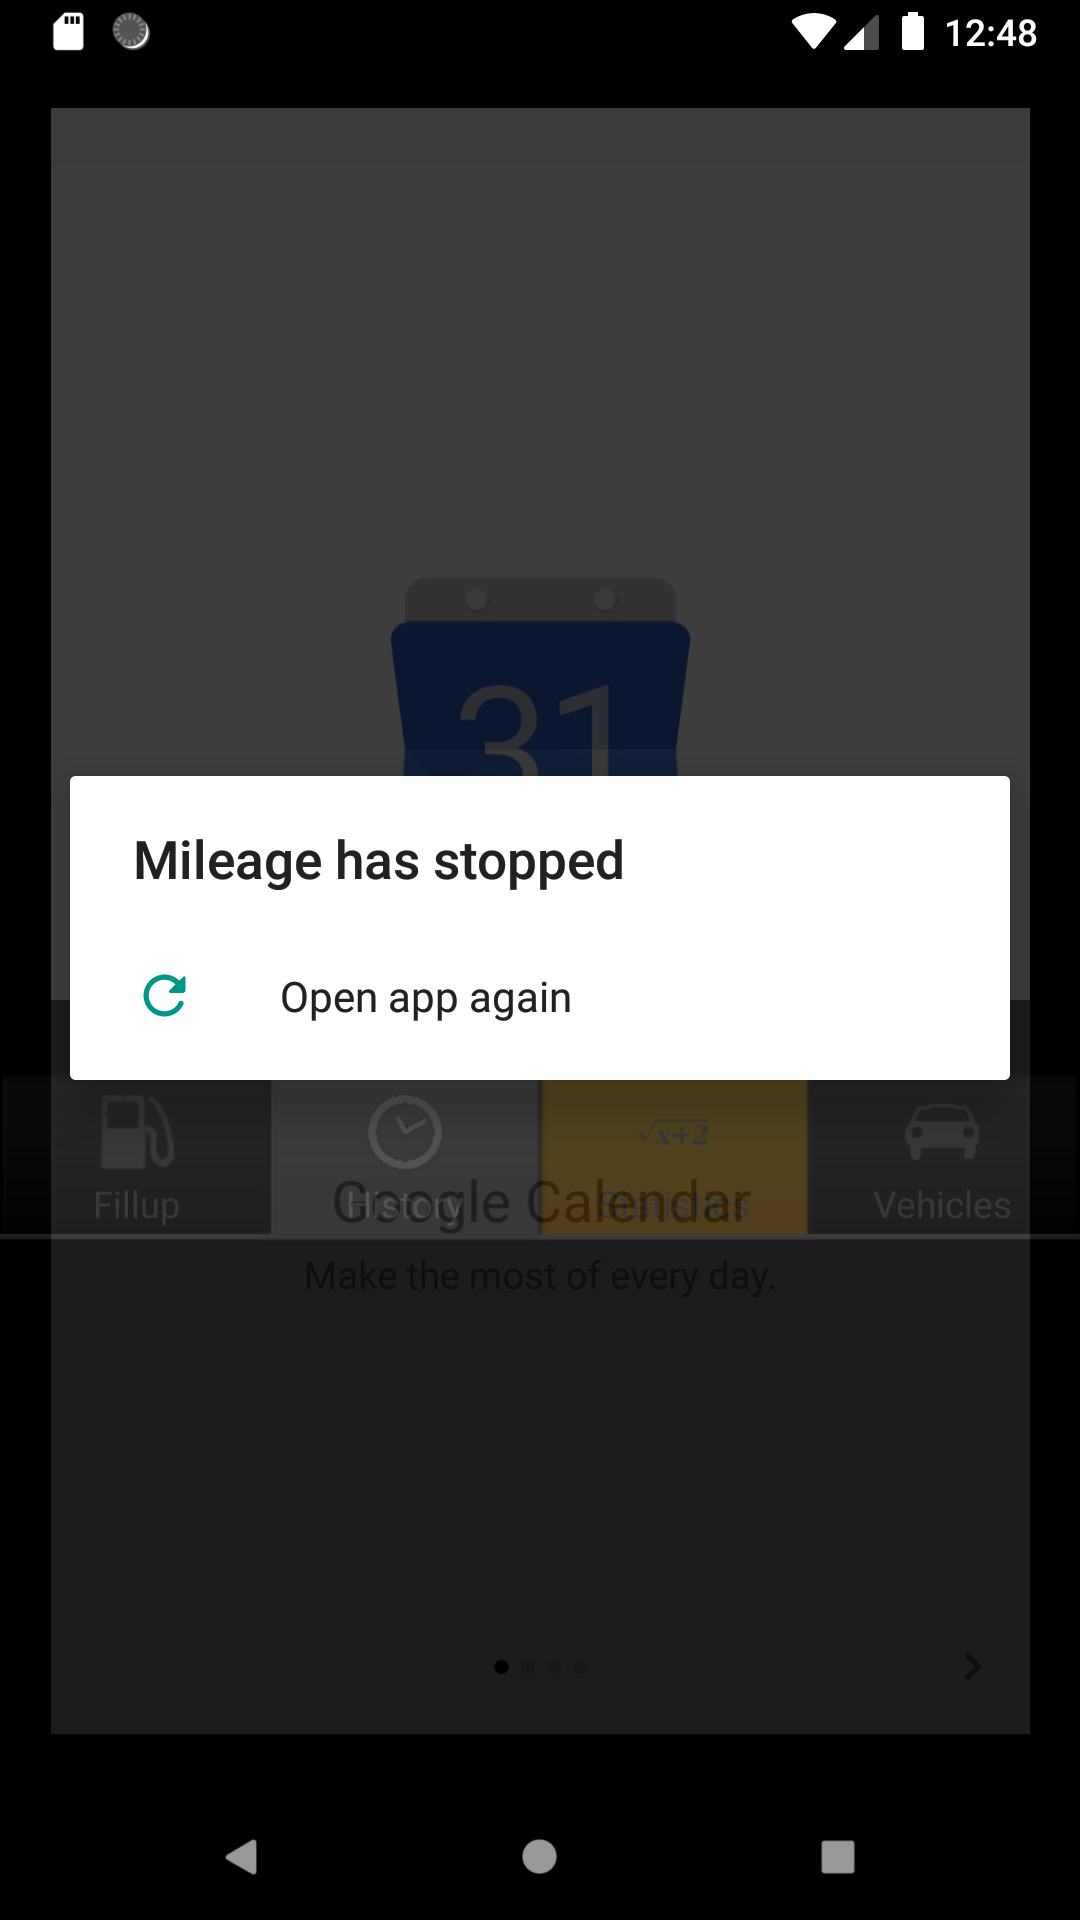 12:48
31
Mileage has stopped
Open app again
√x+2
Fillup
History
Statistics
Vehicles
Google Calendar
Make the most of every day.